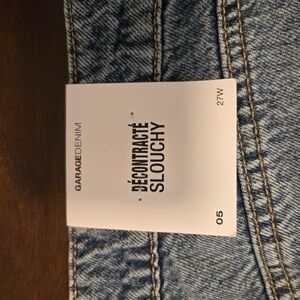 GARAGEDENIM
DÉCONTRACTÉ
SLOUCHY
05
27W